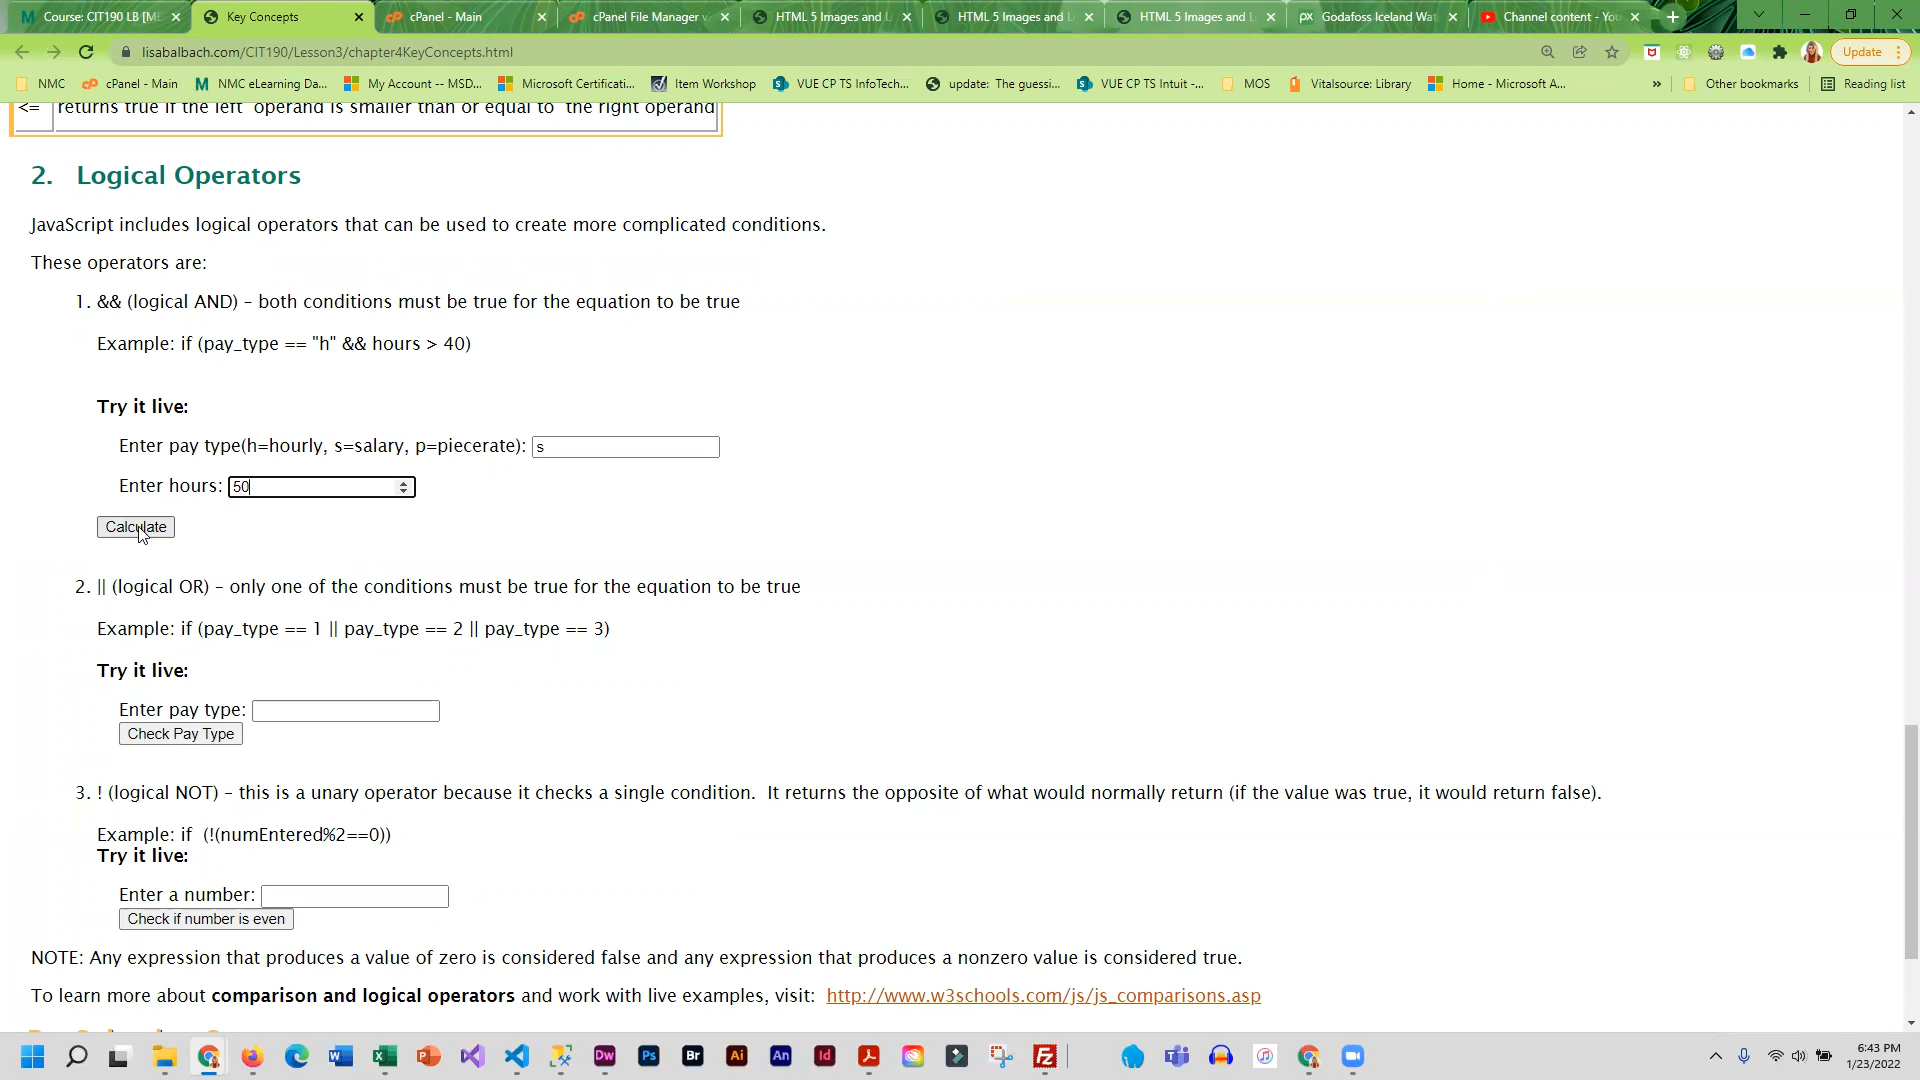 Course: CIT190 LB [M
Key Concepts
cPanel - Main
cPanel File Manager v
HTML 5 Images and L
HTML 5 Images and L
HTML 5 Images and L
Godafoss Iceland Wat
Channel content - You
lisabalbach.com/CIT190/Lesson3/chapter4KeyConcepts.html
Update
NMC
cPanel - Main
NMC eLearning Da...
My Account -- MSD...
Microsoft Certificati...
Item Workshop
VUE CP TS InfoTech...
update: The guessi...
VUE CP TS Intuit -...
MOS
Vitalsource: Library
Home - Microsoft A...
»
Other bookmarks
Reading list
<= returns true if the left operand is smaller than or equal to the right operand
2. Logical Operators
JavaScript includes logical operators that can be used to create more complicated conditions.
These operators are:
1. && (logical AND) – both conditions must be true for the equation to be true
Example: if (pay_type == "h" && hours > 40)
Try it live:
Enter pay type(h=hourly, s=salary, p=piecerate): s
Enter hours: 50
Calculate
2. || (logical OR) – only one of the conditions must be true for the equation to be true
Example: if (pay_type == 1 || pay_type == 2 || pay_type == 3)
Try it live:
Enter pay type:
Check Pay Type
3. ! (logical NOT) – this is a unary operator because it checks a single condition. It returns the opposite of what would normally return (if the value was true, it would return false).
Example: if (!(numEntered%2==0))
Try it live:
Enter a number:
Check if number is even
NOTE: Any expression that produces a value of zero is considered false and any expression that produces a nonzero value is considered true.
To learn more about comparison and logical operators and work with live examples, visit: http://www.w3schools.com/js/js_comparisons.asp
6:43 PM
1/23/2022